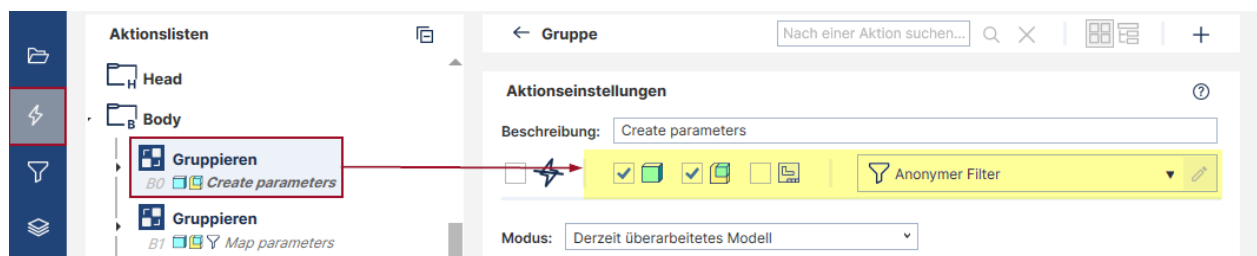 Aktionslisten
Head
H
Body
B
Gruppieren
B0 Create parameters
Gruppieren
B1 Map parameters
Gruppe
Nach einer Aktion suchen...
Aktionseinstellungen
?
Beschreibung: Create parameters
Anonymer Filter
Modus: Derzeit überarbeitetes Modell